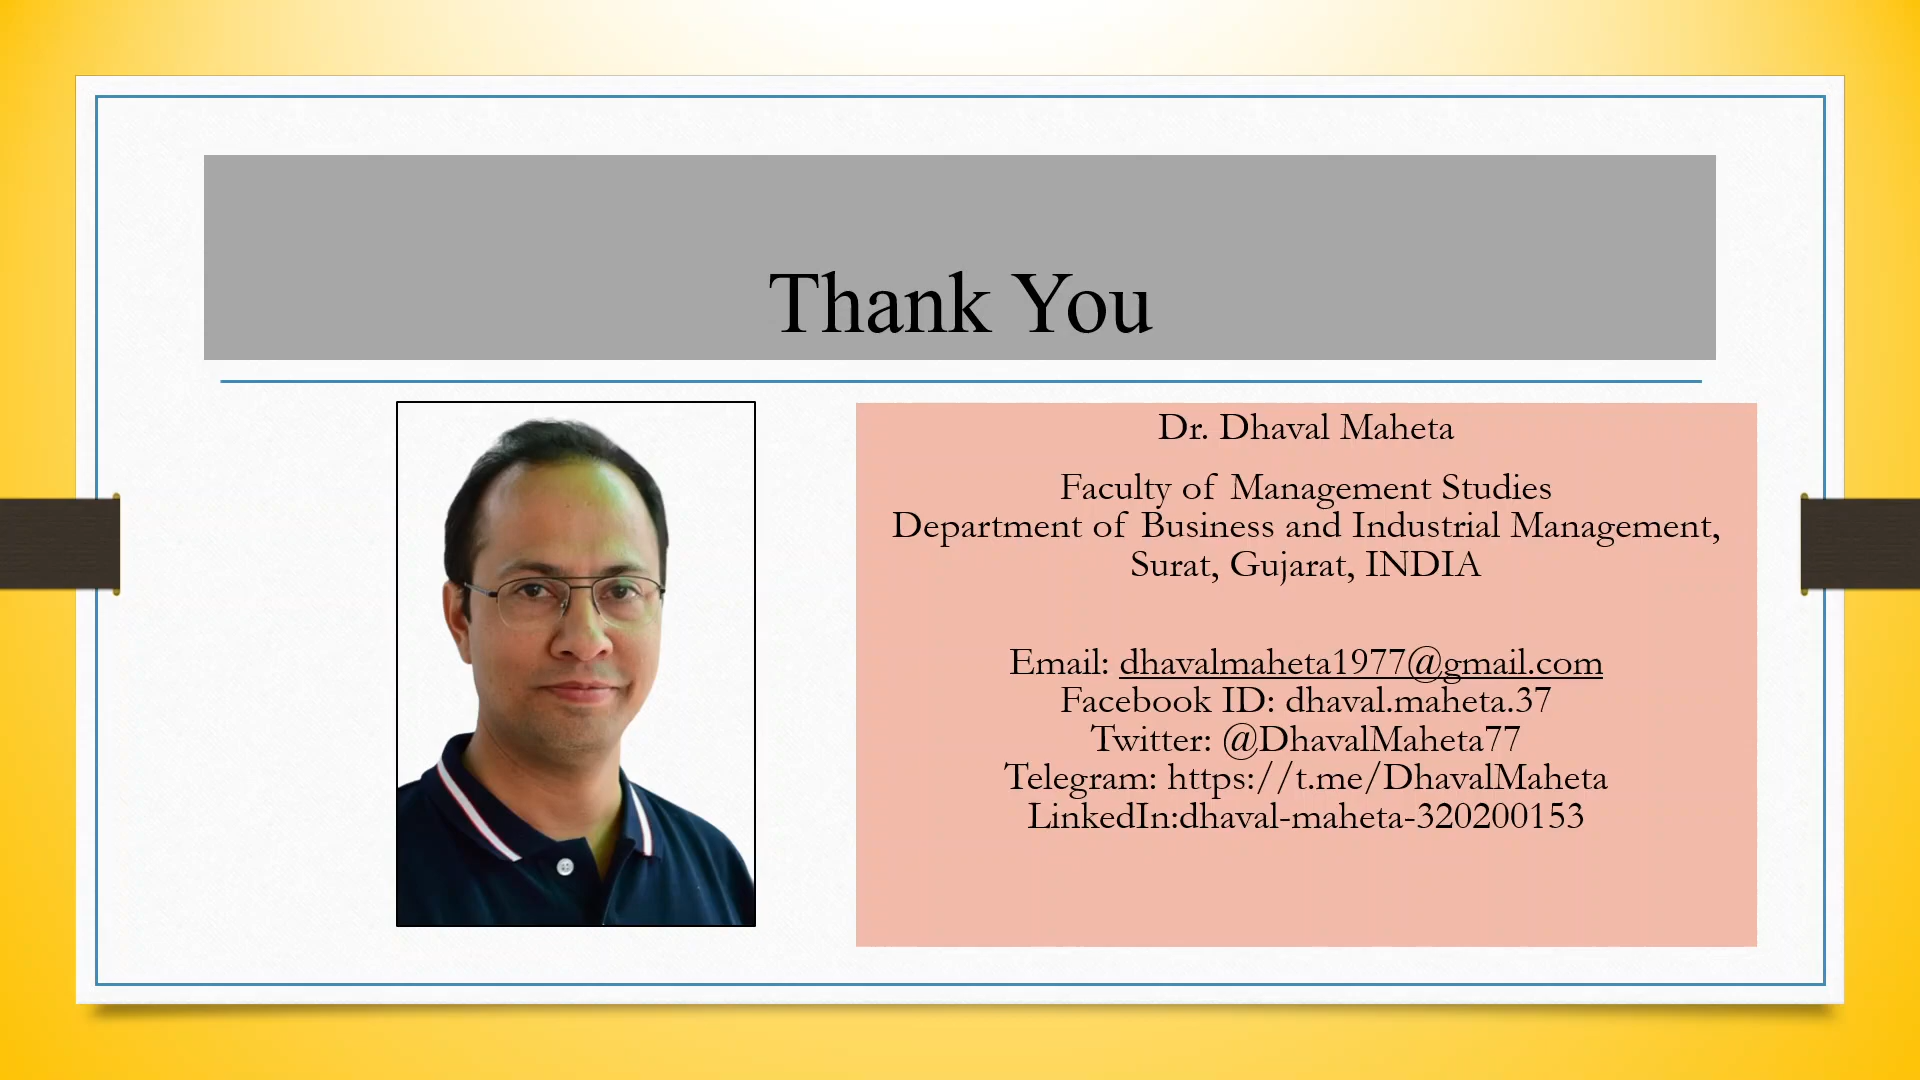 Thank You
Dr. Dhaval Maheta
Faculty of Management Studies
Department of Business and Industrial Management,
Surat, Gujarat, INDIA
Email: dhavalmaheta1977@gmail.com
Facebook ID: dhaval.maheta.37
Twitter: @DhavalMaheta77
Telegram: https://t.me/DhavalMaheta
LinkedIn:dhaval-maheta-320200153